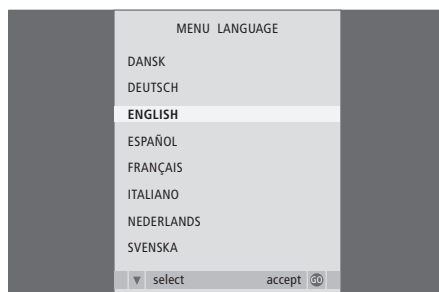 MENU LANGUAGE
DANSK
DEUTSCH
ENGLISH
ESPAÑOL
FRANÇAIS
ITALIANO
NEDERLANDS
SVENSKA
select accept GO